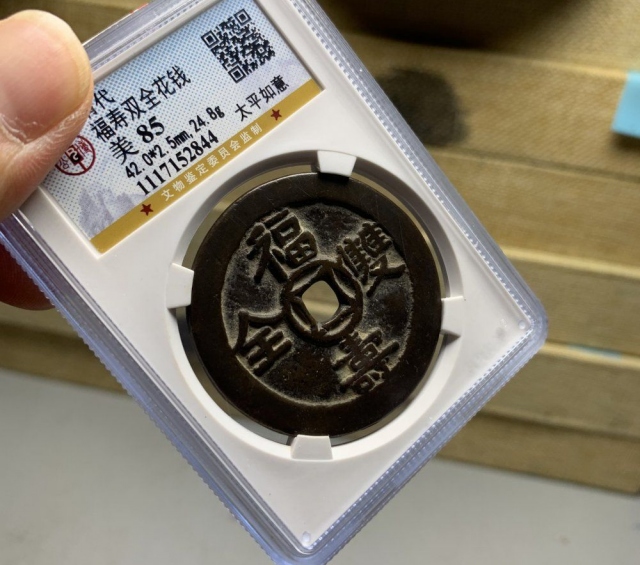 代
福寿双全花钱
美 85
42.0*2.5mm,24.8g 太平如意
1117152844
文物鉴定委员会监制
福
壽
雙
全